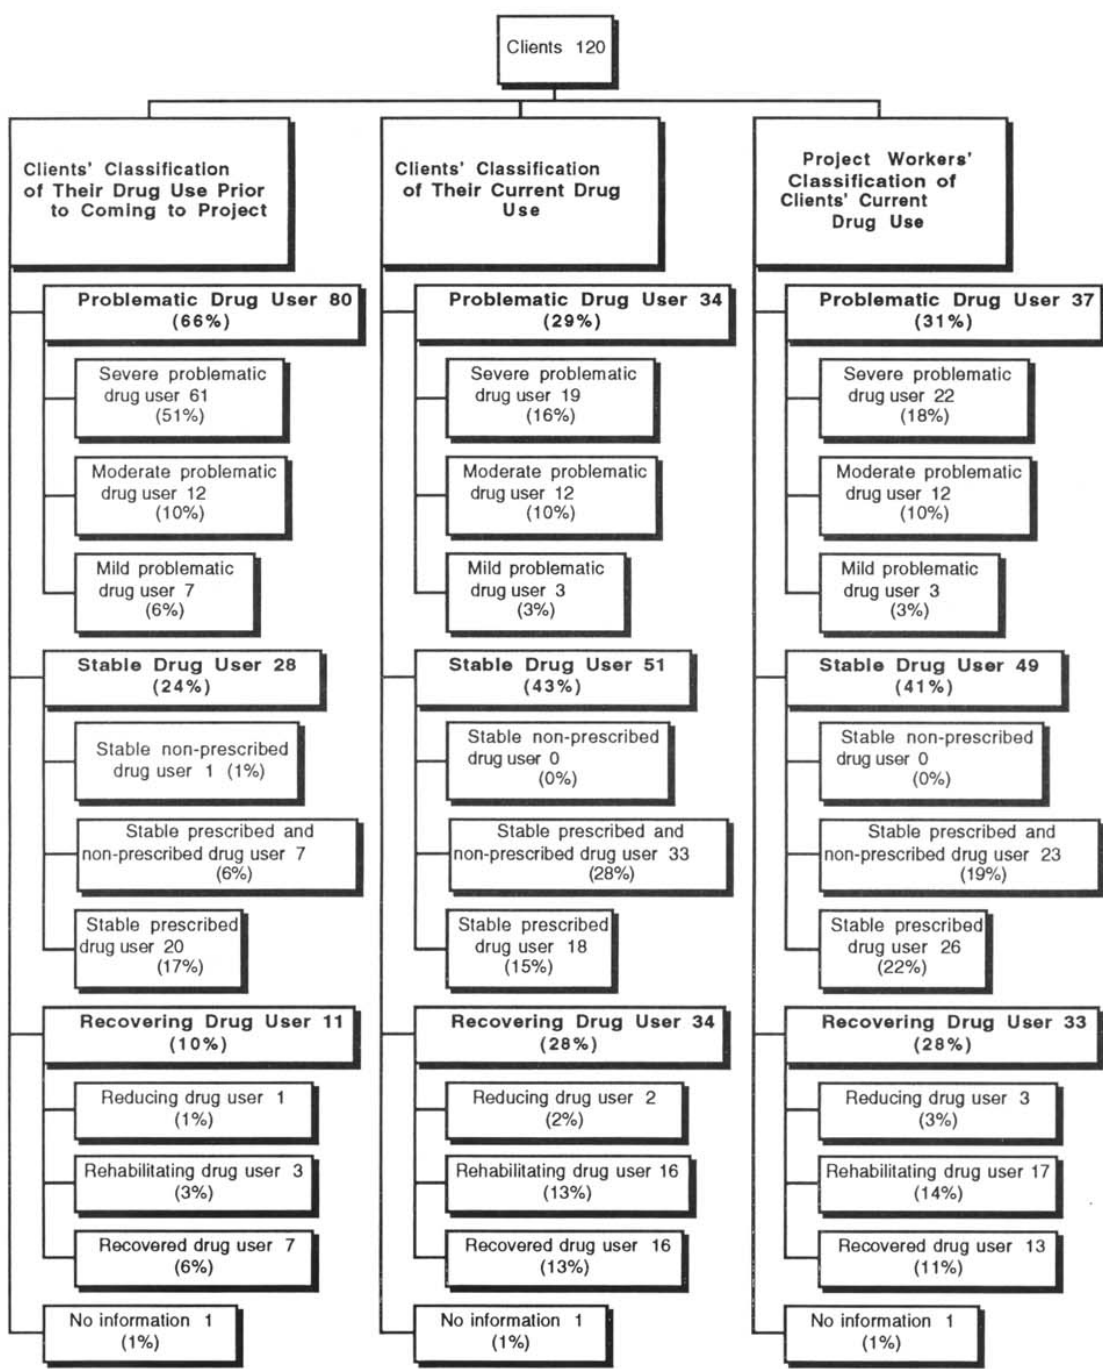 Clients 120
Clients' Classification
of Their Drug Use Prior
to Coming to Project
Problematic Drug User 80
(66%)
Severe problematic
drug user 61
(51%)
Moderate problematic
drug user 12
(10%)
Mild problematic
drug user 7
(6%)
Stable Drug User 28
(24%)
Stable non-prescribed
drug user 1 (1%)
Stable prescribed and
non-prescribed drug user 7
(6%)
Stable prescribed
drug user 20
(17%)
Recovering Drug User 11
(10%)
Reducing drug user 1
(1%)
Rehabilitating drug user 3
(3%)
Recovered drug user 7
(6%)
No information 1
(1%)
Clients' Classification
of Their Current Drug
Use
Problematic Drug User 34
(29%)
Severe problematic
drug user 19
(16%)
Moderate problematic
drug user 12
(10%)
Mild problematic
drug user 3
(3%)
Stable Drug User 51
(43%)
Stable non-prescribed
drug user 0
(0%)
Stable prescribed and
non-prescribed drug user 33
(28%)
Stable prescribed
drug user 18
(15%)
Recovering Drug User 34
(28%)
Reducing drug user 2
(2%)
Rehabilitating drug user 16
(13%)
Recovered drug user 16
(13%)
No information 1
(1%)
Project Workers'
Classification of
Clients' Current
Drug Use
Problematic Drug User 37
(31%)
Severe problematic
drug user 22
(18%)
Moderate problematic
drug user 12
(10%)
Mild problematic
drug user 3
(3%)
Stable Drug User 49
(41%)
Stable non-prescribed
drug user 0
(0%)
Stable prescribed and
non-prescribed drug user 23
(19%)
Stable prescribed
drug user 26
(22%)
Recovering Drug User 33
(28%)
Reducing drug user 3
(3%)
Rehabilitating drug user 17
(14%)
Recovered drug user 13
(11%)
No information 1
(1%)